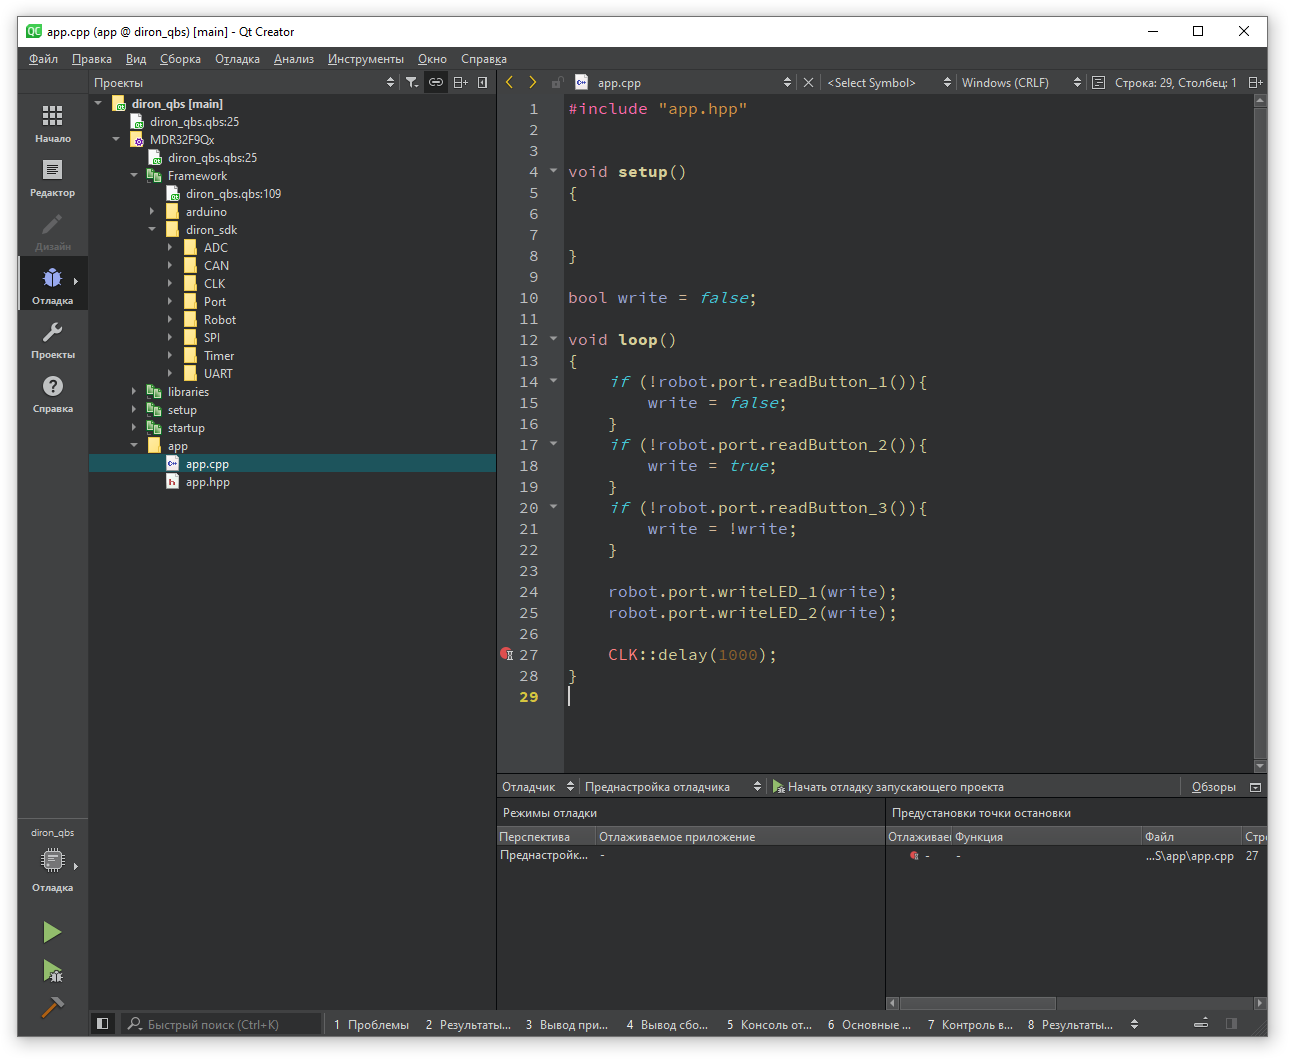 app.cpp (app @ diron_qbs) [main] - Qt Creator
Файл Правка Вид Сборка Отладка Анализ Инструменты Окно Справка
Проекты
app.cpp <Select Symbol> Windows (CRLF) Строка: 29, Столбец: 1
Начало
Редактор
Дизайн
Отладка
Проекты
Справка
diron_qbs [main]
diron_qbs.qbs:25
MDR32F9Qx
diron_qbs.qbs:25
Framework
diron_qbs.qbs:109
arduino
diron_sdk
ADC
CAN
CLK
Port
Robot
SPI
Timer
UART
libraries
setup
startup
app
app.cpp
app.hpp
1 #include "app.hpp"
2
3
4 void setup()
5 {
6
7
8 }
9
10 bool write = false;
11
12 void loop()
13 {
14 if (!robot.port.readButton_1()){
15 write = false;
16 }
17 if (!robot.port.readButton_2()){
18 write = true;
19 }
20 if (!robot.port.readButton_3()){
21 write = !write;
22 }
23
24 robot.port.writeLED_1(write);
25 robot.port.writeLED_2(write);
26
27 CLK::delay(1000);
28 }
29
Отладчик Преднастройка отладчика Начать отладку запускающего проекта Обзоры
Режимы отладки
Перспектива Отлаживаемое приложение
Преднастройк... -
Предустановки точки остановки
Отлаживаеі Функция Файл Стро
- - ...S\app\app.cpp 27
diron_qbs
Отладка
Быстрый поиск (Ctrl+K) 1 Проблемы 2 Результаты... 3 Вывод при... 4 Вывод сбо... 5 Консоль от... 6 Основные ... 7 Контроль в... 8 Результаты...